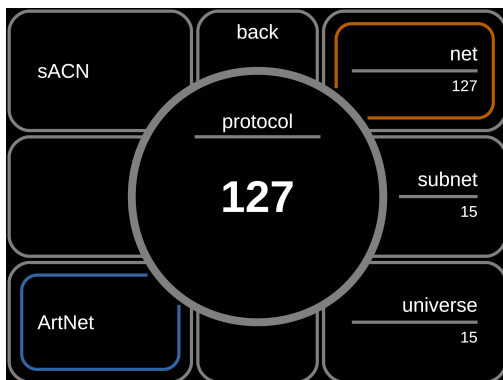 back
sACN
net
127
protocol
127
subnet
15
ArtNet
universe
15